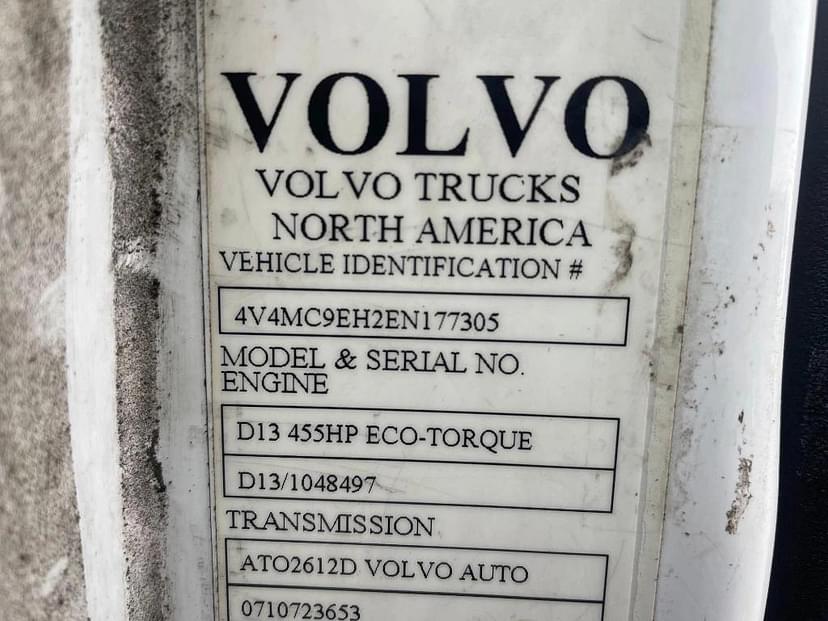 VOLVO
VOLVO TRUCKS
NORTH AMERICA
VEHICLE IDENTIFICATION #
4V4MC9EH2EN177305
MODEL & SERIAL NO.
ENGINE
D13 455HP ECO-TORQUE
D13/1048497
TRANSMISSION
ATO2612D VOLVO AUTO
0710723653